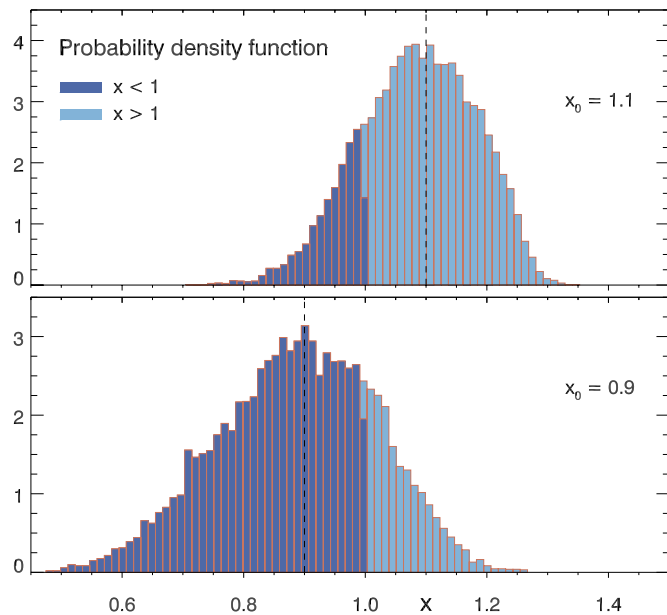 4
Probability density function
x < 1
x > 1
x₀ = 1.1
3
2
1
0
3
x₀ = 0.9
2
1
0
0.6 0.8 1.0 x 1.2 1.4